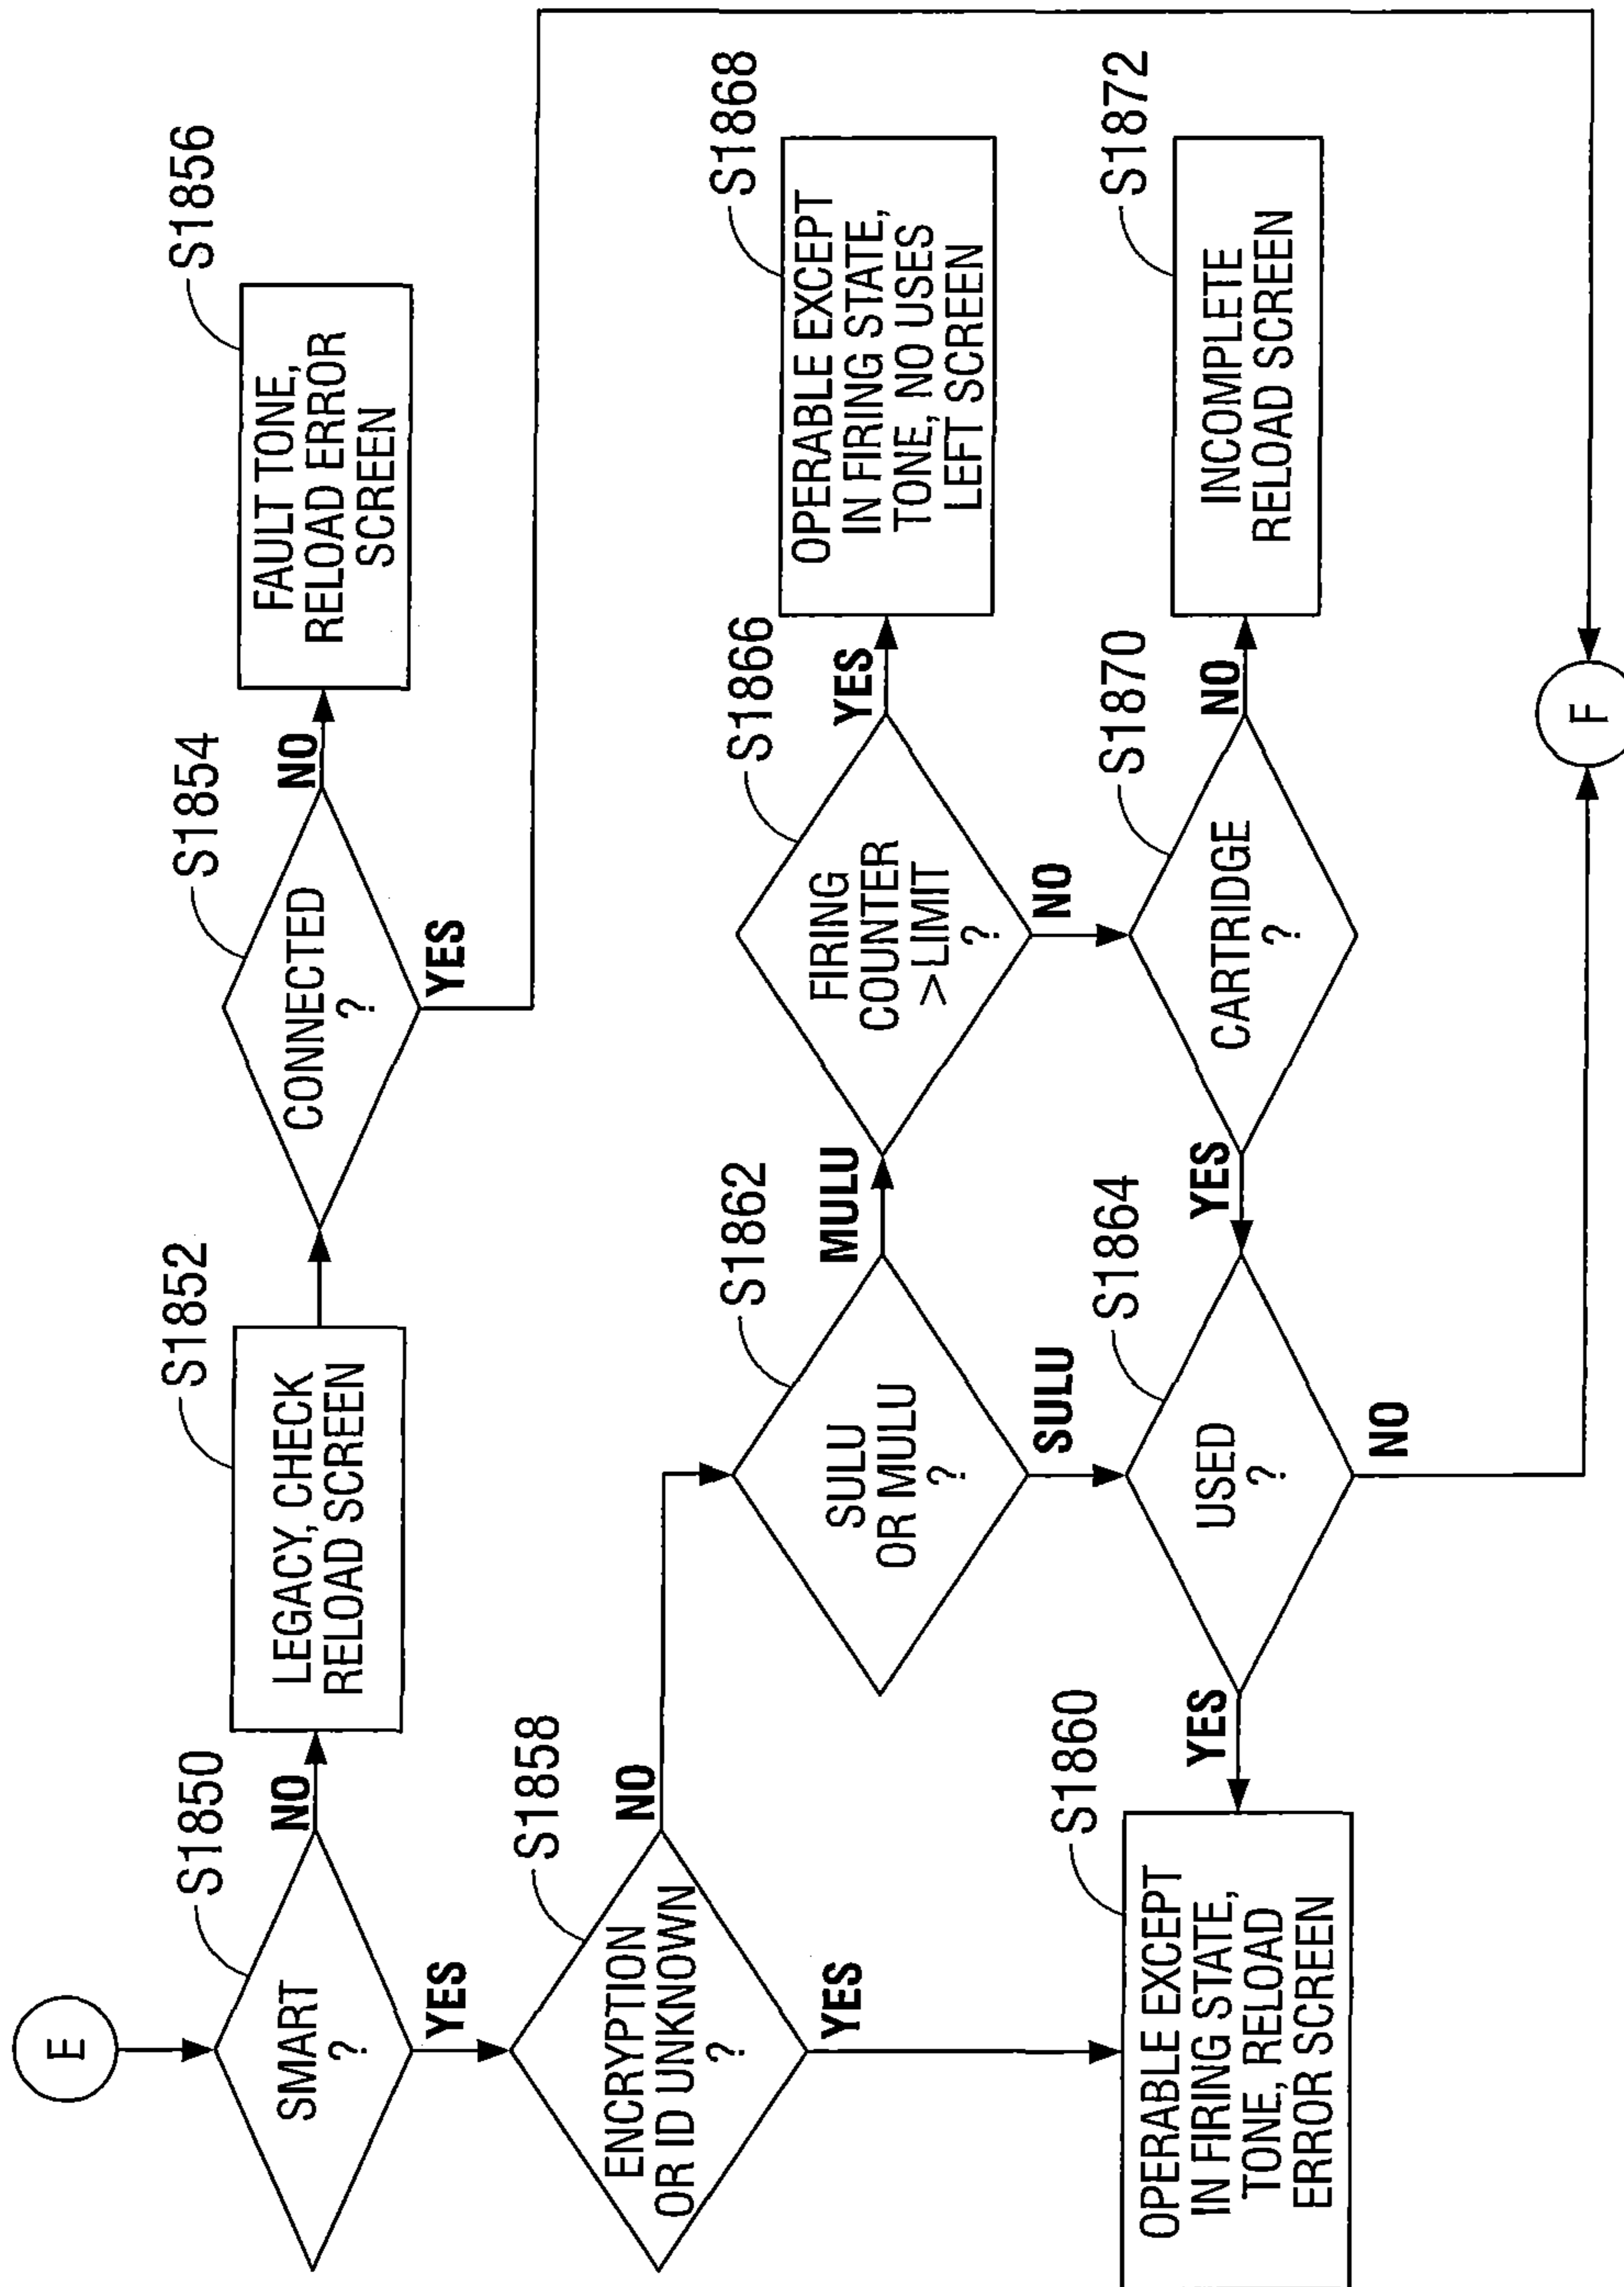 E
S1850
SMART
?
NO
YES
S1852
LEGACY, CHECK
RELOAD SCREEN
S1854
CONNECTED
?
NO
YES
S1856
FAULT TONE,
RELOAD ERROR
SCREEN
S1858
ENCRYPTION
OR ID UNKNOWN
?
NO
YES
S1862
SULU
OR MULU
?
MULU
SULU
S1866
FIRING
COUNTER
>LIMIT
?
YES
NO
S1868
OPERABLE EXCEPT
IN FIRING STATE,
TONE, NO USES
LEFT SCREEN
S1860
OPERABLE EXCEPT
IN FIRING STATE,
TONE, RELOAD
ERROR SCREEN
YES
S1864
USED
?
NO
YES
S1870
CARTRIDGE
?
NO
S1872
INCOMPLETE
RELOAD SCREEN
F